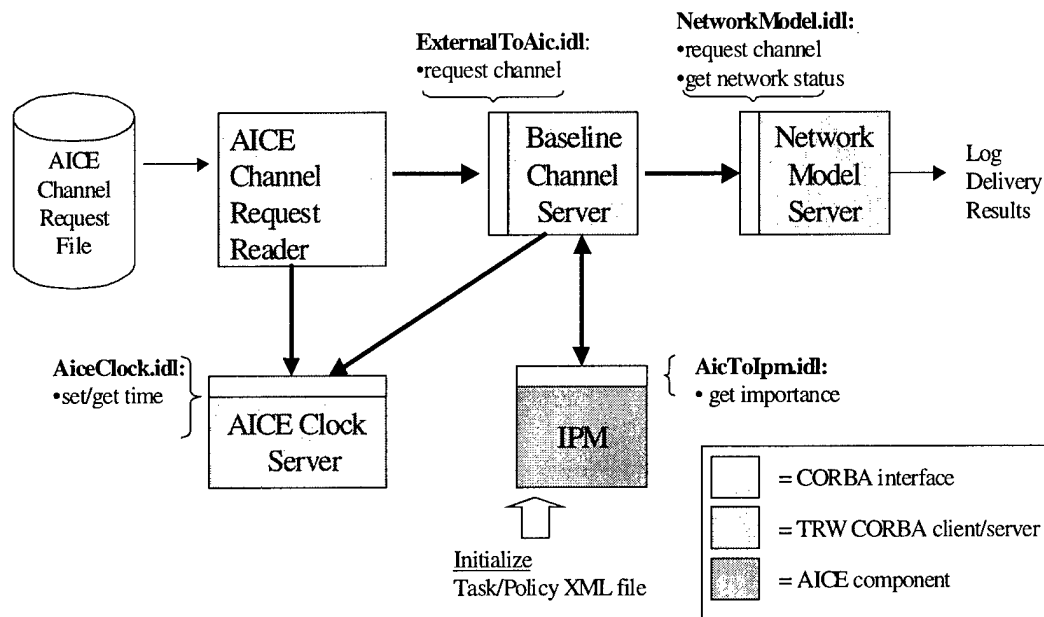 NetworkModel.idl:
•request channel
•get network status
ExternalToAic.idl:
•request channel
AICE
Channel
Request
File
AICE
Channel
Request
Reader
Baseline
Channel
Server
Network
Model
Server
Log
Delivery
Results
AiceClock.idl:
•set/get time
AICE Clock
Server
IPM
AicToIpm.idl:
• get importance
Initialize
Task/Policy XML file
= CORBA interface
= TRW CORBA client/server
= AICE component